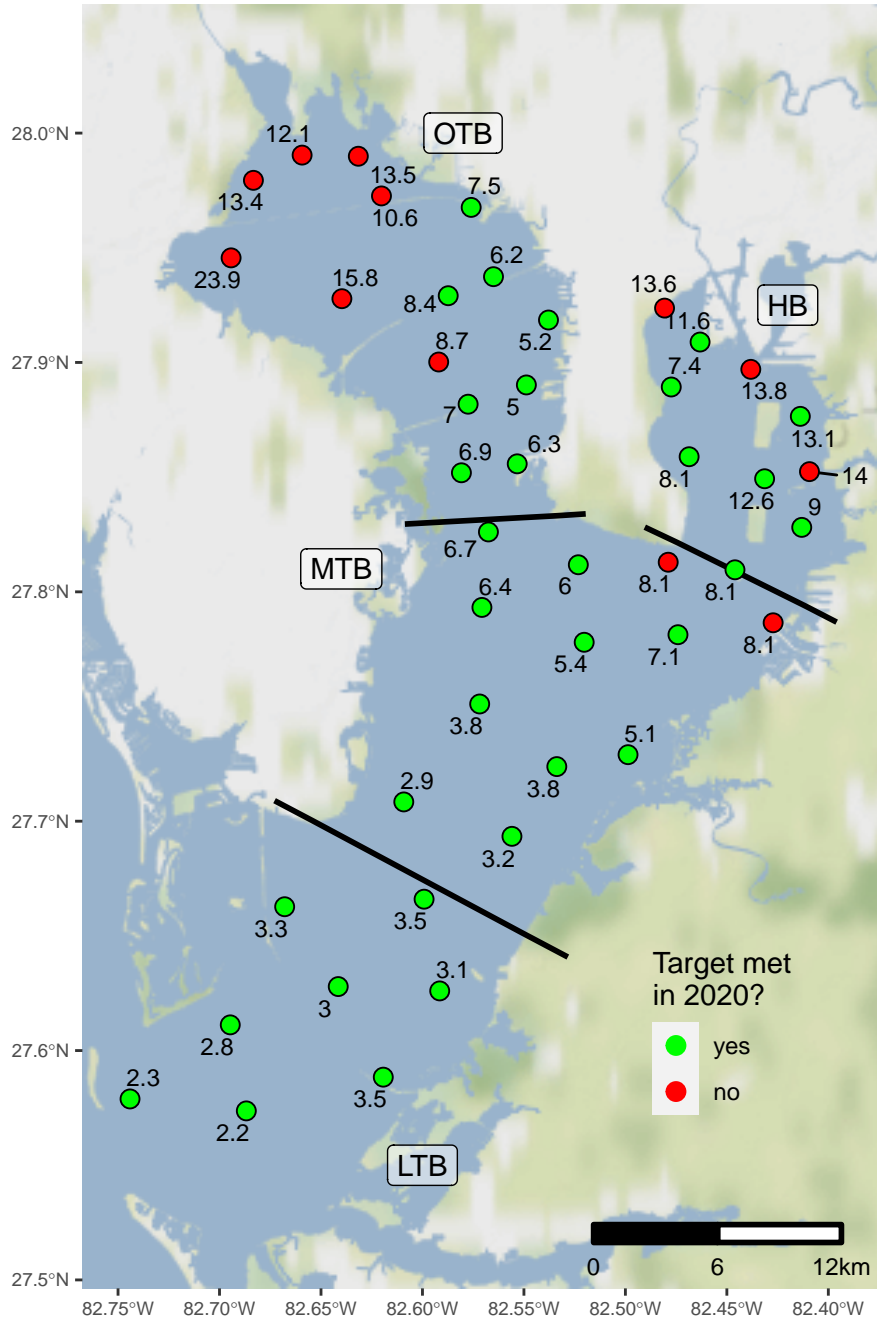 28.0°N
27.9°N
27.8°N
27.7°N
27.6°N
27.5°N
OTB
12.1
13.5
13.4
10.6
7.5
23.9
15.8
6.2
8.4
5.2
8.7
7
5
6.9
6.3
HB
13.6
11.6
7.4
13.8
13.1
8.1
12.6
14
9
MTB
6.7
6
8.1
8.1
6.4
5.4
7.1
8.1
3.8
3.8
5.1
2.9
3.2
3.3
3.5
3
3.1
2.8
2.3
2.2
3.5
LTB
Target met
in 2020?
yes
no
0 6 12km
82.75°W 82.70°W 82.65°W 82.60°W 82.55°W 82.50°W 82.45°W 82.40°W